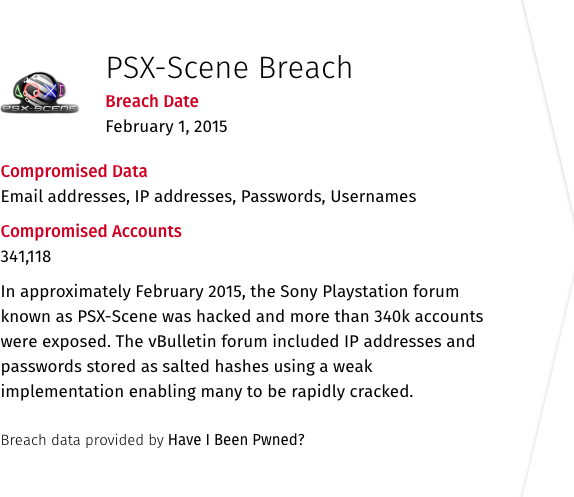 PSX-SCENE
PSX-Scene Breach
Breach Date
February 1, 2015
Compromised Data
Email addresses, IP addresses, Passwords, Usernames
Compromised Accounts
341,118
In approximately February 2015, the Sony Playstation forum
known as PSX-Scene was hacked and more than 340k accounts
were exposed. The vBulletin forum included IP addresses and
passwords stored as salted hashes using a weak
implementation enabling many to be rapidly cracked.
Breach data provided by Have I Been Pwned?